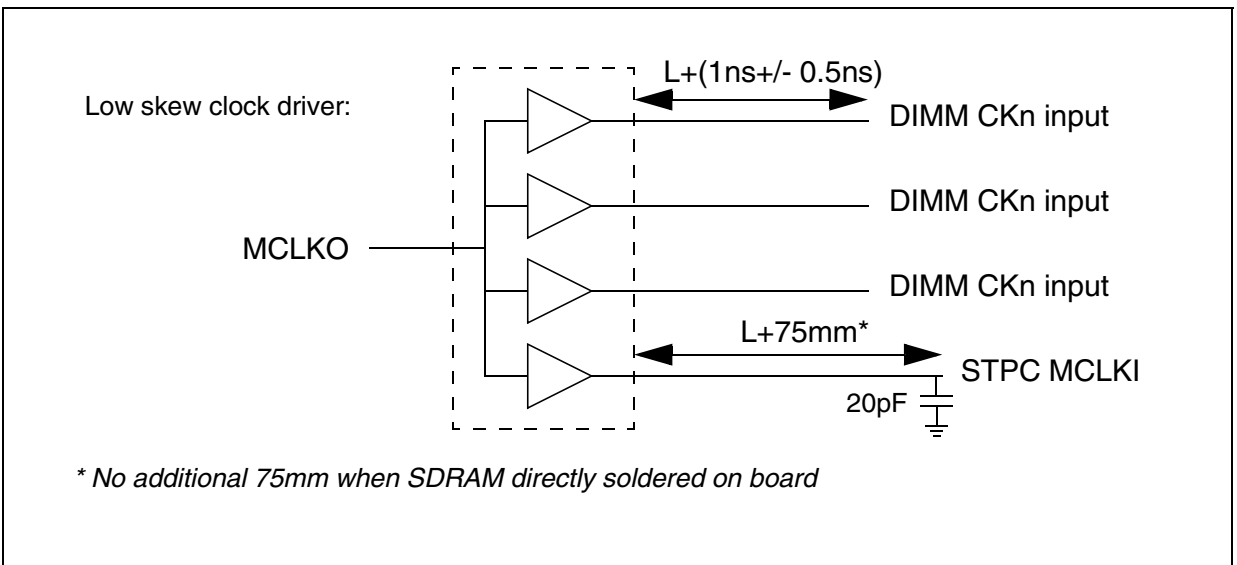 L+(1ns+/- 0.5ns)
Low skew clock driver:
DIMM CKn input
DIMM CKn input
MCLKO
DIMM CKn input
L+75mm*
STPC MCLKI
20pF
* No additional 75mm when SDRAM directly soldered on board